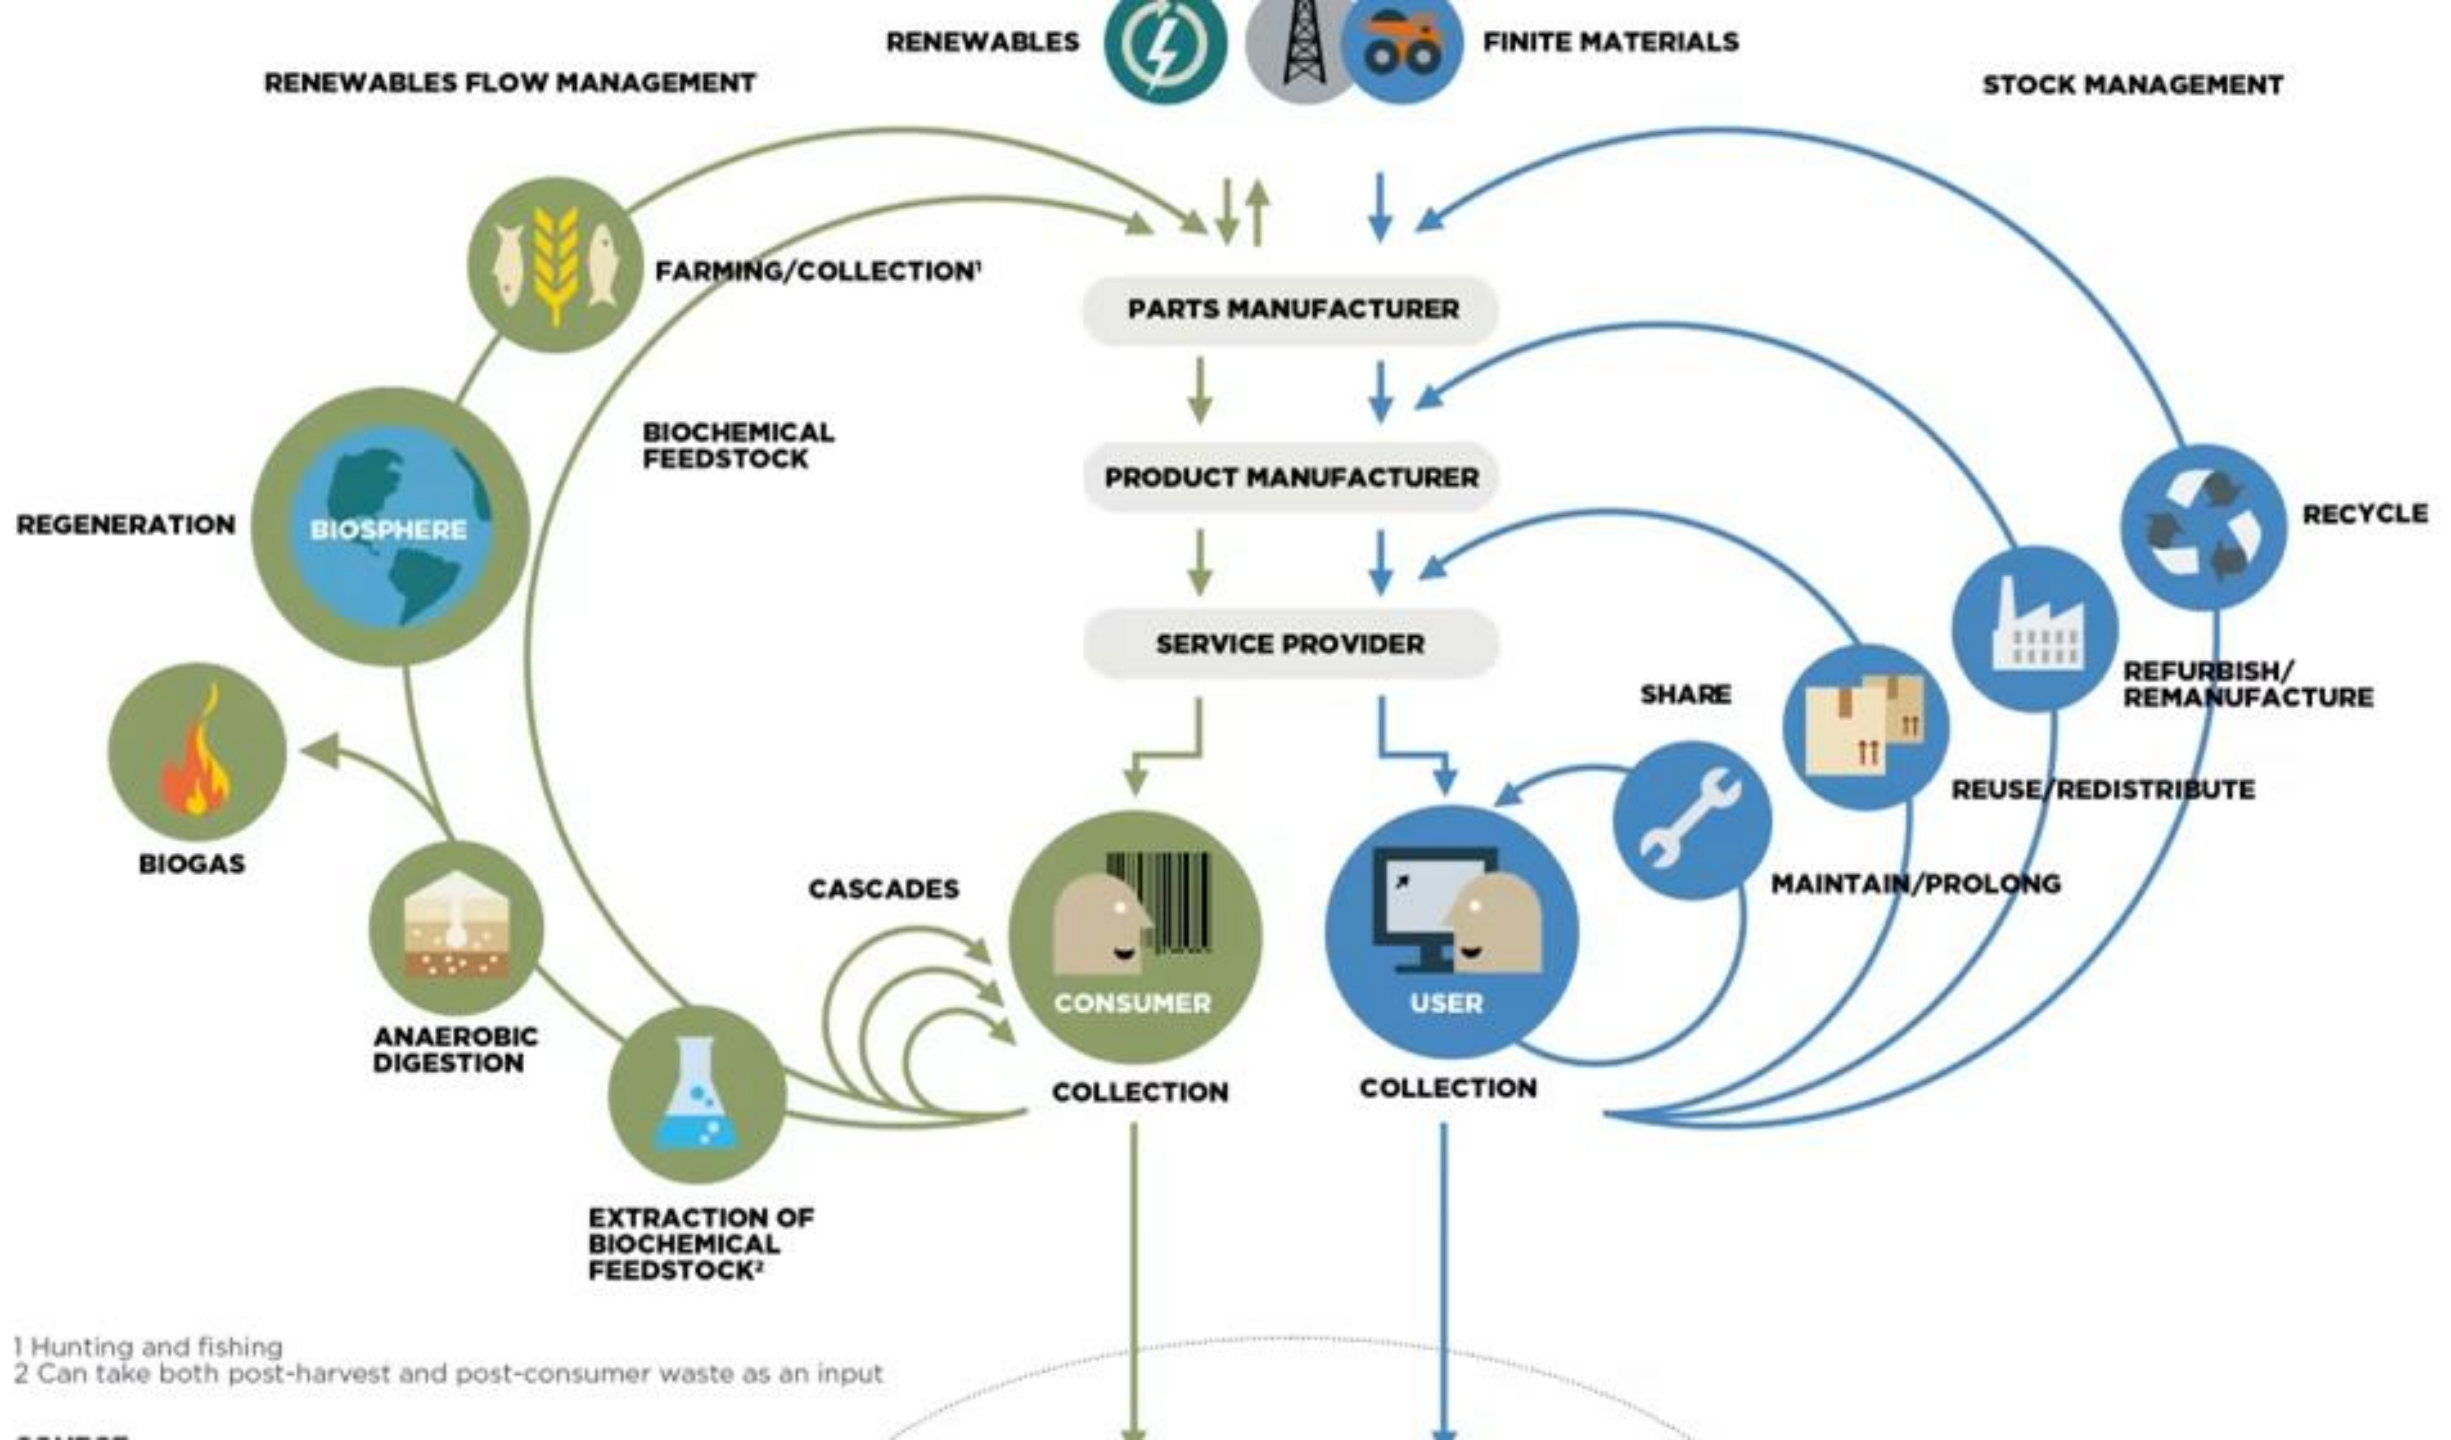 RENEWABLES
FINITE MATERIALS
RENEWABLES FLOW MANAGEMENT
STOCK MANAGEMENT
FARMING/COLLECTION¹
PARTS MANUFACTURER
BIOCHEMICAL
FEEDSTOCK
PRODUCT MANUFACTURER
REGENERATION
BIOSPHERE
RECYCLE
SERVICE PROVIDER
SHARE
REFURBISH/
REMANUFACTURE
REUSE/REDISTRIBUTE
BIOGAS
CASCADES
MAINTAIN/PROLONG
CONSUMER
USER
ANAEROBIC
DIGESTION
COLLECTION
COLLECTION
EXTRACTION OF
BIOCHEMICAL
FEEDSTOCK²
1 Hunting and fishing
2 Can take both post-harvest and post-consumer waste as an input